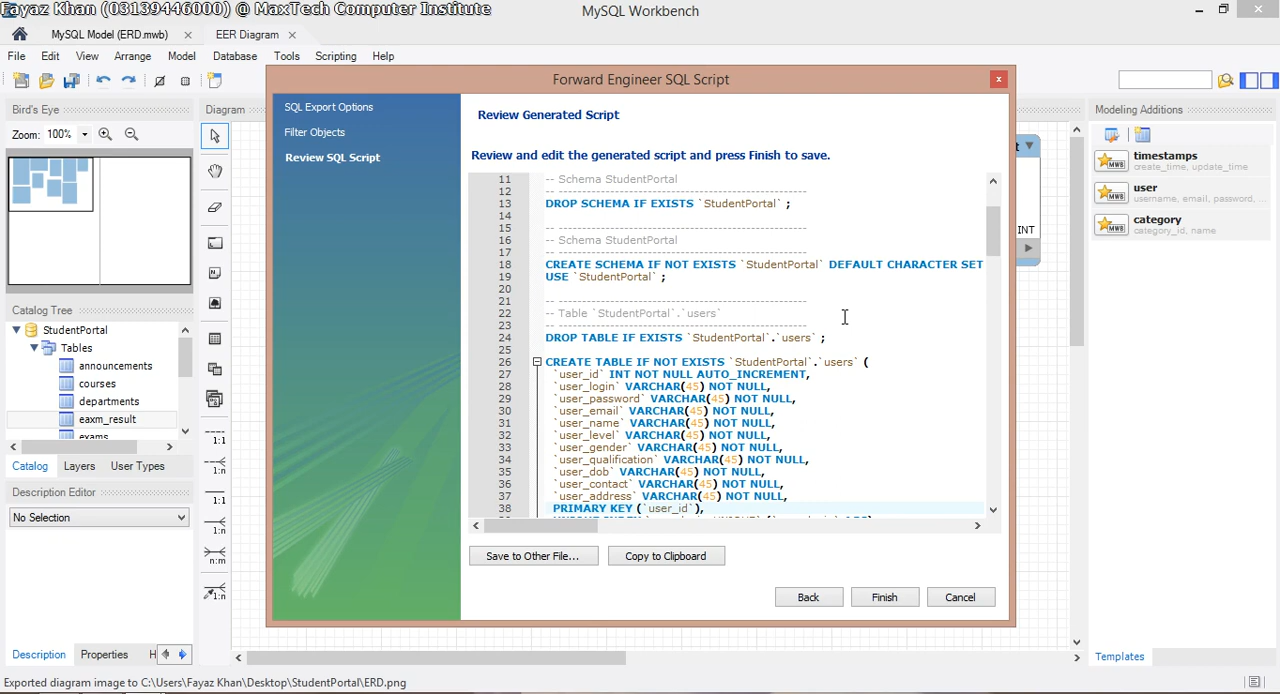 Fayaz Khan (03139446000) @ MaxTech Computer Institute
MySQL Workbench
MySQL Model (ERD.mwb) ×
EER Diagram ×
File Edit View Arrange Model Database Tools Scripting Help
Bird's Eye
Zoom: 100%
Diagram
Catalog Tree
StudentPortal
Tables
announcements
courses
departments
eaxm_result
exams
Catalog Layers User Types
Description Editor
No Selection
Description Properties H
1:1
1:n
1:1
1:n
n:m
1:n
Forward Engineer SQL Script
x
SQL Export Options
Filter Objects
Review SQL Script
Review Generated Script
Review and edit the generated script and press Finish to save.
11 -- Schema StudentPortal
12 -- -----------------------------------------------------
13 DROP SCHEMA IF EXISTS `StudentPortal` ;
14
15 -- -----------------------------------------------------
16 -- Schema StudentPortal
17 -- -----------------------------------------------------
18 CREATE SCHEMA IF NOT EXISTS `StudentPortal` DEFAULT CHARACTER SET
19 USE `StudentPortal` ;
20
21 -- -----------------------------------------------------
22 -- Table `StudentPortal`.`users`
23 -- -----------------------------------------------------
24 DROP TABLE IF EXISTS `StudentPortal`.`users` ;
25
26 CREATE TABLE IF NOT EXISTS `StudentPortal`.`users` (
27 `user_id` INT NOT NULL AUTO_INCREMENT,
28 `user_login` VARCHAR(45) NOT NULL,
29 `user_password` VARCHAR(45) NOT NULL,
30 `user_email` VARCHAR(45) NOT NULL,
31 `user_name` VARCHAR(45) NOT NULL,
32 `user_level` VARCHAR(45) NOT NULL,
33 `user_gender` VARCHAR(45) NOT NULL,
34 `user_qualification` VARCHAR(45) NOT NULL,
35 `user_dob` VARCHAR(45) NOT NULL,
36 `user_contact` VARCHAR(45) NOT NULL,
37 `user_address` VARCHAR(45) NOT NULL,
38 PRIMARY KEY (`user_id`),
Save to Other File... Copy to Clipboard
Back Finish Cancel
t
INT
Modeling Additions
timestamps
create_time, update_time
user
username, email, password, ...
category
category_id, name
Templates
Exported diagram image to C:\Users\Fayaz Khan\Desktop\StudentPortal\ERD.png